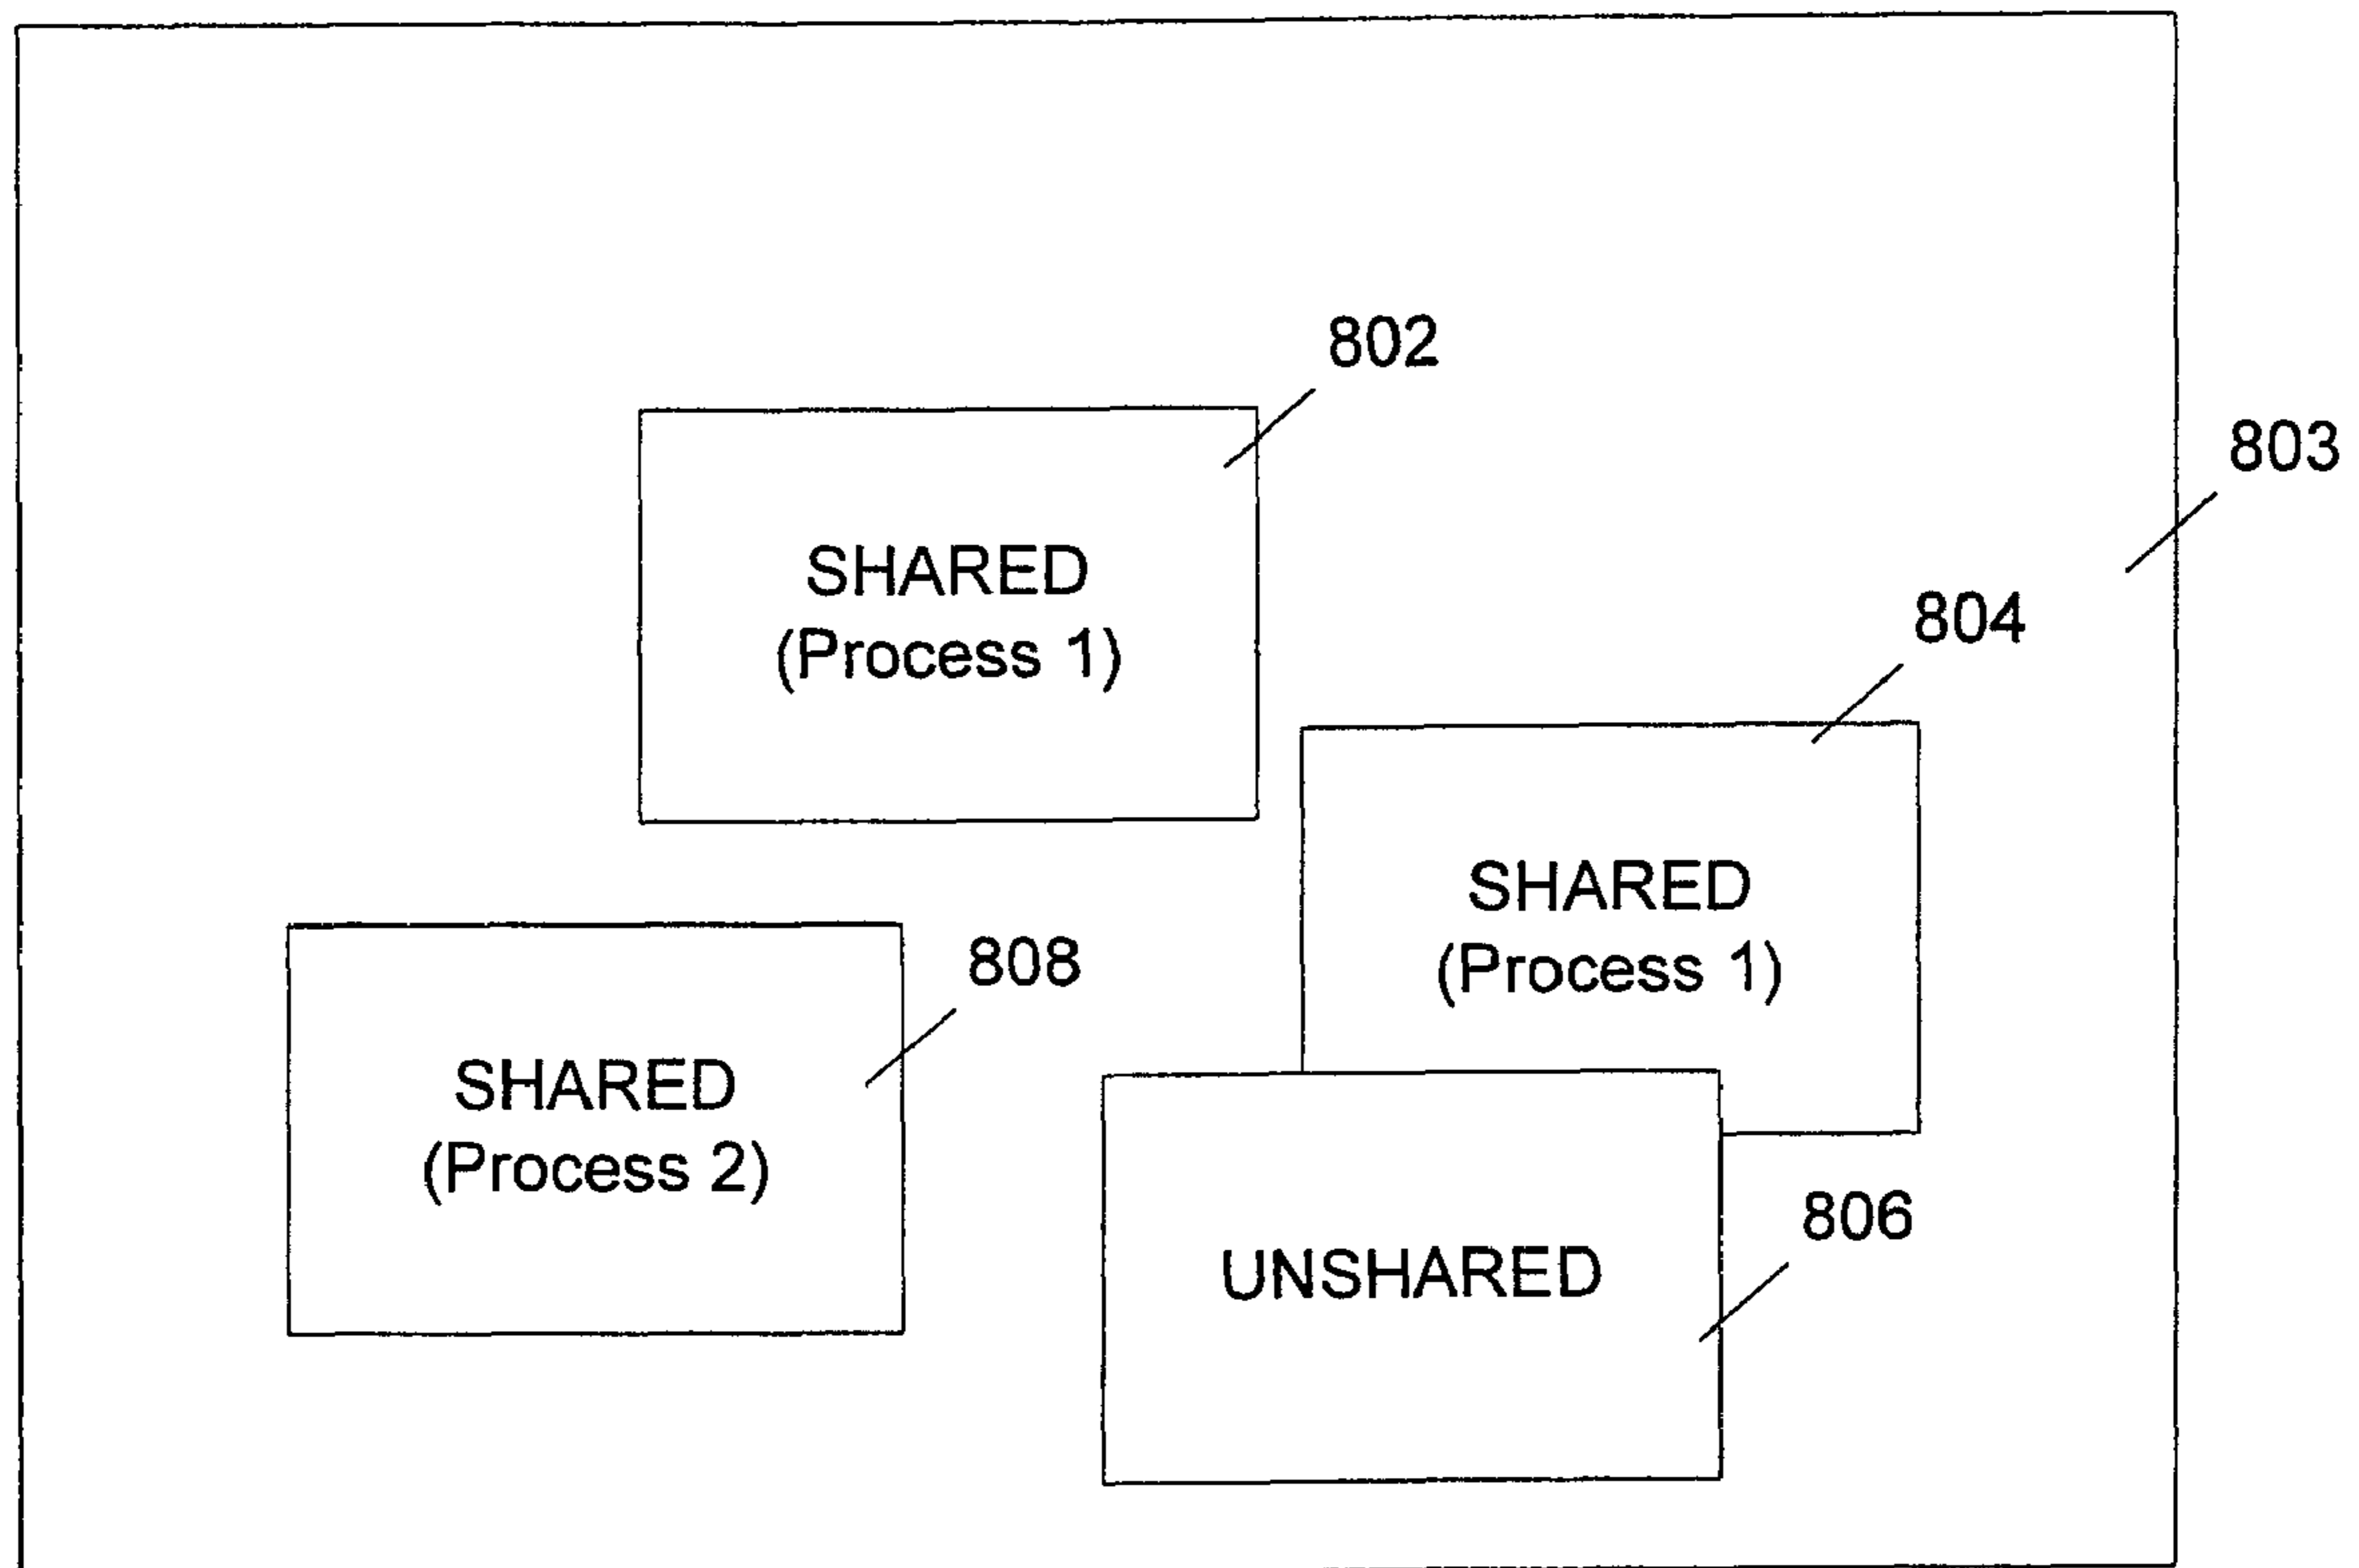 802
803
SHARED
(Process 1)
804
SHARED
(Process 1)
808
SHARED
(Process 2)
806
UNSHARED